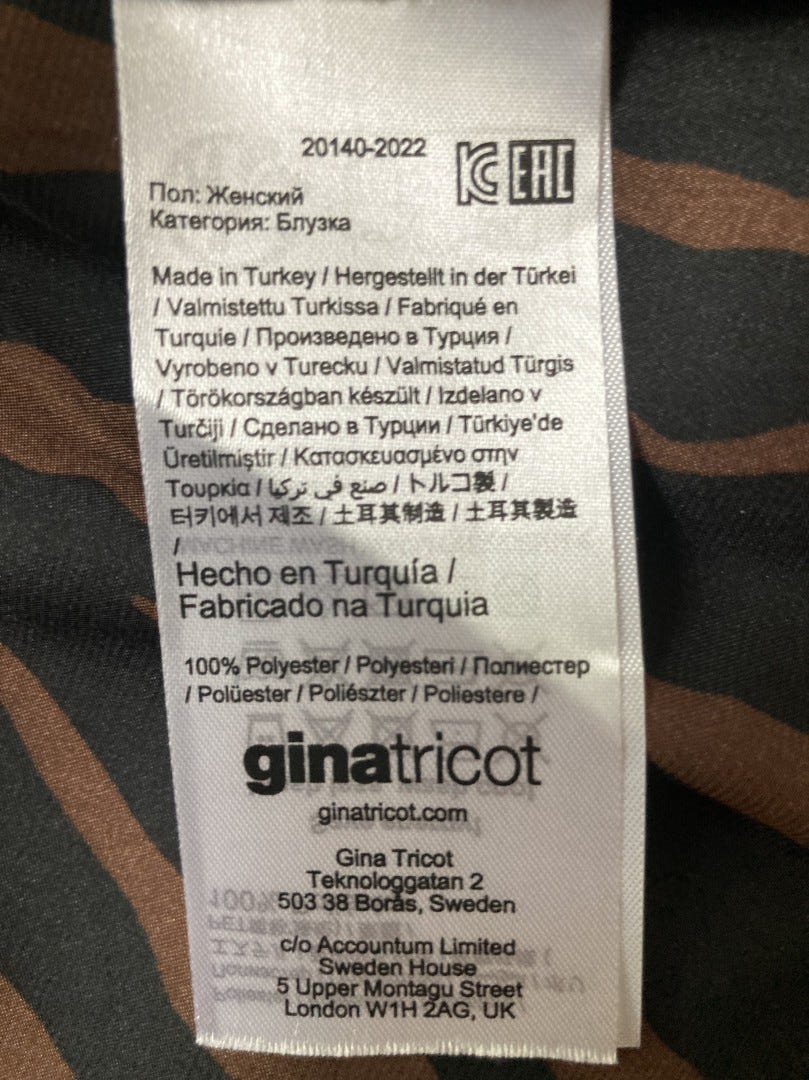 20140-2022
EAC
Пол: Женский
Категория: Блузка
Made in Turkey / Hergestellt in der Türkei
/ Valmistettu Turkissa / Fabriqué en
Turquie / Произведено в Турция /
Vyrobeno v Turecku / Valmistatud Türgis
/ Törökországban készült / Izdelano v
Turčiji / Сделано в Турции / Türkiye'de
Üretilmiştir / Κατασκευασμένο στην
Τουρκία / صنع في تركيا / トルコ製 /
터키에서 제조 / 土耳其制造 / 土耳其製造
/
Hecho en Turquía /
Fabricado na Turquia
100% Polyester / Polyesteri / Полиестер
/ Polüester / Poliészter / Poliestere /
ginatricot
ginatricot.com
Gina Tricot
Teknologgatan 2
503 38 Borås, Sweden
c/o Accountum Limited
Sweden House
5 Upper Montagu Street
London W1H 2AG, UK